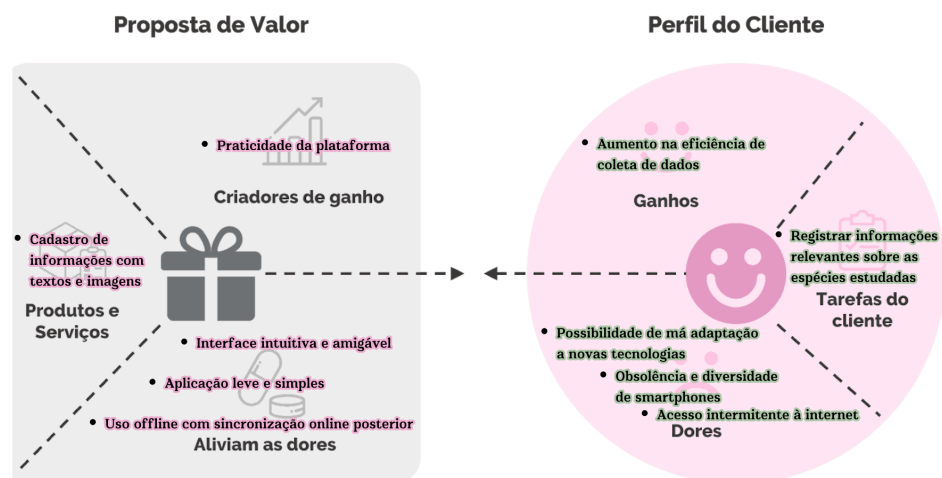 Proposta de Valor
Praticidade da plataforma
Criadores de ganho
Cadastro de
informações com
textos e imagens
Produtos e
Serviços
Interface intuitiva e amigável
Aplicação leve e simples
Uso offline com sincronização online posterior
Aliviam as dores
Perfil do Cliente
Aumento na eficiência de
coleta de dados
Ganhos
Registrar informações
relevantes sobre as
espécies estudadas
Tarefas do
cliente
Possibilidade de má adaptação
a novas tecnologias
Obsolência e diversidade
de smartphones
Acesso intermitente à internet
Dores